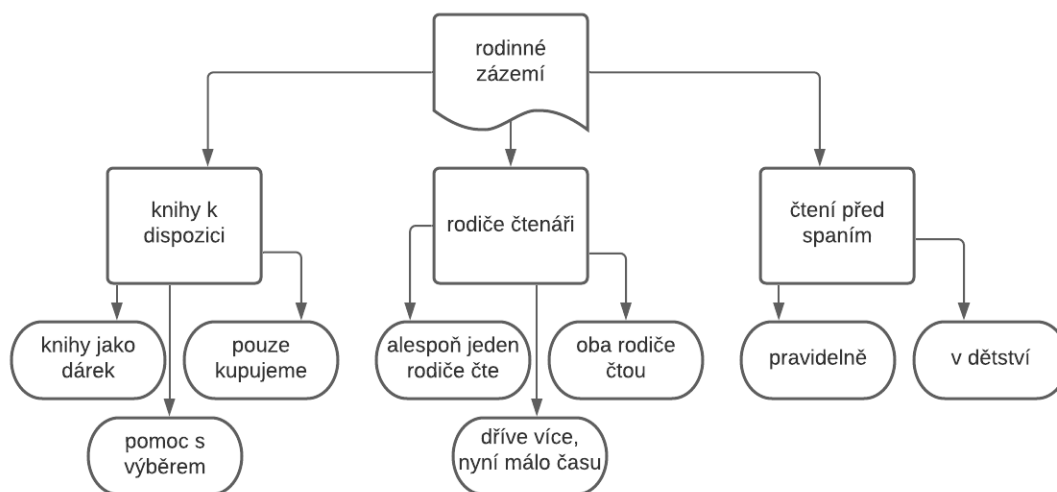 rodinné
zázemí
knihy k
dispozici
rodiče čtenáři
čtení před
spaním
knihy jako
dárek
pouze
kupujeme
alespoň jeden
rodiče čte
oba rodiče
čtou
pravidelně
v dětství
pomoc s
výběrem
dříve více,
nyní málo času